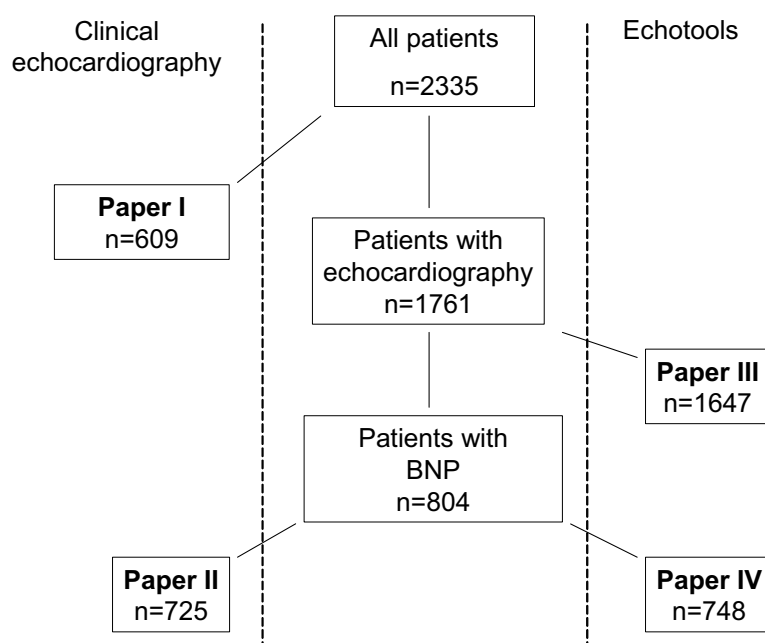 Clinical
echocardiography
All patients
n=2335
Echotools
Paper I
n=609
Patients with
echocardiography
n=1761
Paper III
n=1647
Patients with
BNP
n=804
Paper II
n=725
Paper IV
n=748